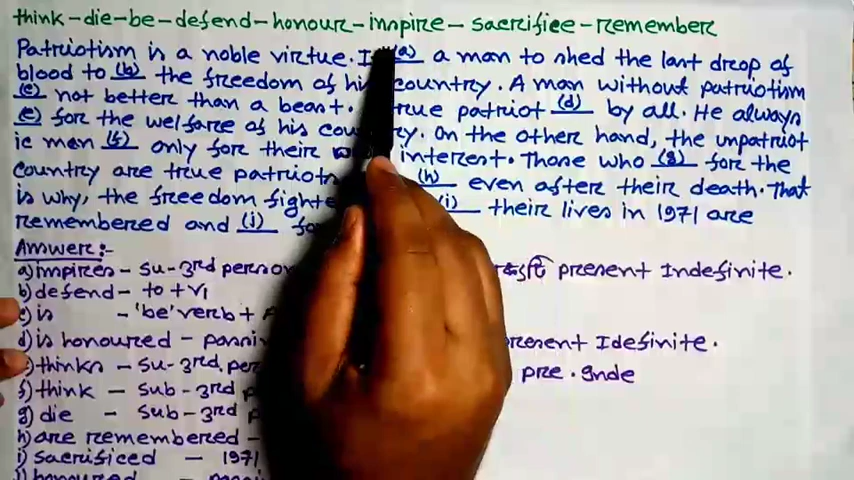 think - die - be - defend - honour - inspire - sacrifice - remember
Patriotism is a noble virtue. I (a) a man to shed the last drop of
blood to (b) the freedom of his country. A man without patriotism
(c) not better than a beast. true patriot (d) by all. He always
(e) for the welfare of his country. On the other hand, the unpatriot
ic men (f) only for their interest. Those who (g) for the
country are true patriots (h) even after their death. That
is why, the freedom fighte (i) their lives in 1971 are
remembered and (j)
Answer:-
a) inspires - su-3rd person present Indefinite.
b) defend - to + v1
c) is - 'be' verb +
d) is honoured - passiv present Idefinite.
e) thinks - su-3rd per pre. Inde
f) think - sub-3rd p
g) die - sub-3rd p
h) are remembered -
i) sacrificed - 1971
j) honoured